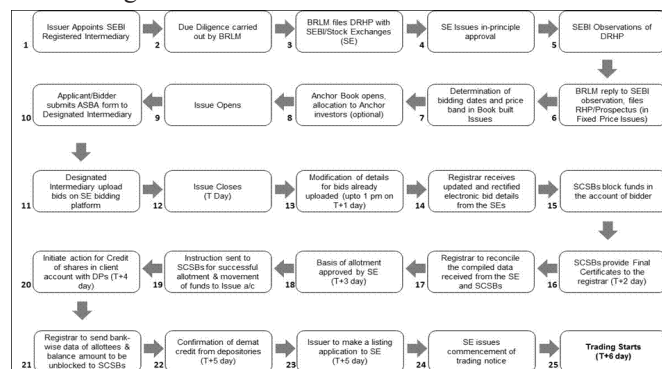 1
Issuer Appoints SEBI
Registered Intermediary
2
Due Diligence carried
out by BRLM
3
BRLM files DRHP with
SEBI/Stock Exchanges
(SE)
4
SE Issues in-principle
approval
5
SEBI Observations of
DRHP
6
BRLM reply to SEBI
observation, files
RHP/Prospectus (in
Fixed Price Issues)
7
Determination of
bidding dates and price
band in Book built
Issues
8
Anchor Book opens,
allocation to Anchor
investors (optional)
9
Issue Opens
10
Applicant/Bidder
submits ASBA form to
Designated Intermediary
11
Designated
Intermediary upload
bids on SE bidding
platform
12
Issue Closes
(T Day)
13
Modification of details
for bids already
uploaded (upto 1 pm on
T+1 day)
14
Registrar receives
updated and rectified
electronic bid details
from the SEs
15
SCSBs block funds in
the account of bidder
16
SCSBs provide Final
Certificates to the
registrar (T+2 day)
17
Registrar to reconcile
the compiled data
received from the SE
and SCSBs
18
Basis of allotment
approved by SE
(T+3 day)
19
Instruction sent to
SCSBs for successful
allotment & movement
of funds to Issue a/c
20
Initiate action for Credit
of shares in client
account with DPs (T+4
day)
21
Registrar to send bank-
wise data of allottees &
balance amount to be
unblocked to SCSBs
22
Confirmation of demat
credit from depositories
(T+5 day)
23
Issuer to make a listing
application to SE
(T+5 day)
24
SE issues
commencement of
trading notice
25
Trading Starts
(T+6 day)